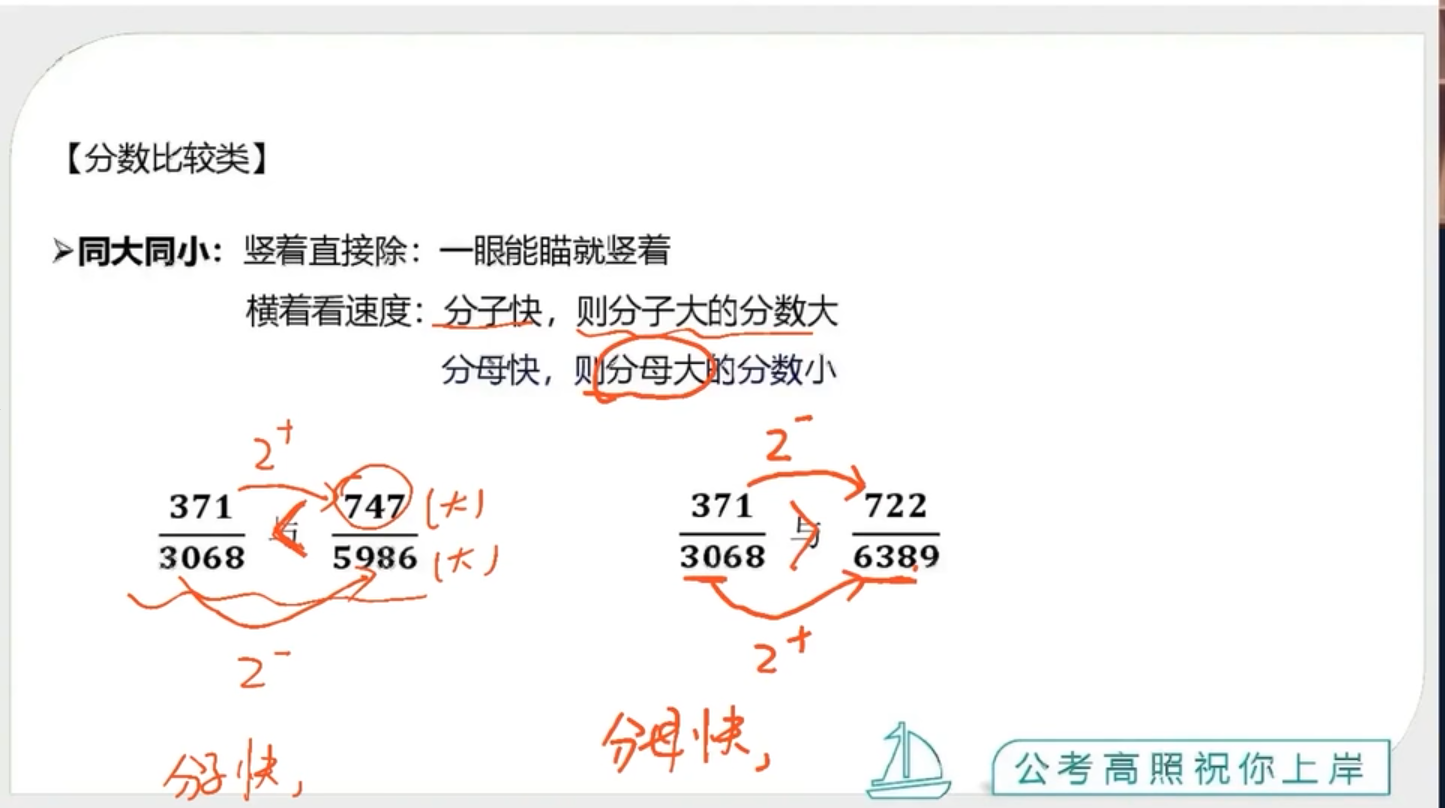 【分数比较类】
➢同大同小：竖着直接除：一眼能瞄就竖着
横着看速度：分子快，则分子大的分数大
分母快，则分母大的分数小
2⁺
2⁻
371 与 747 (大)
3068 5986 (大)
371 与 722
3068 6389
2⁻
2⁺
分子快，
分母快，
公考高照祝你上岸